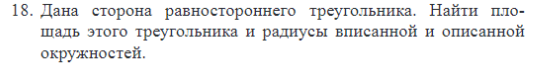 18. Дана сторона равностороннего треугольника. Найти пло-
щадь этого треугольника и радиусы вписанной и описанной
окружностей.